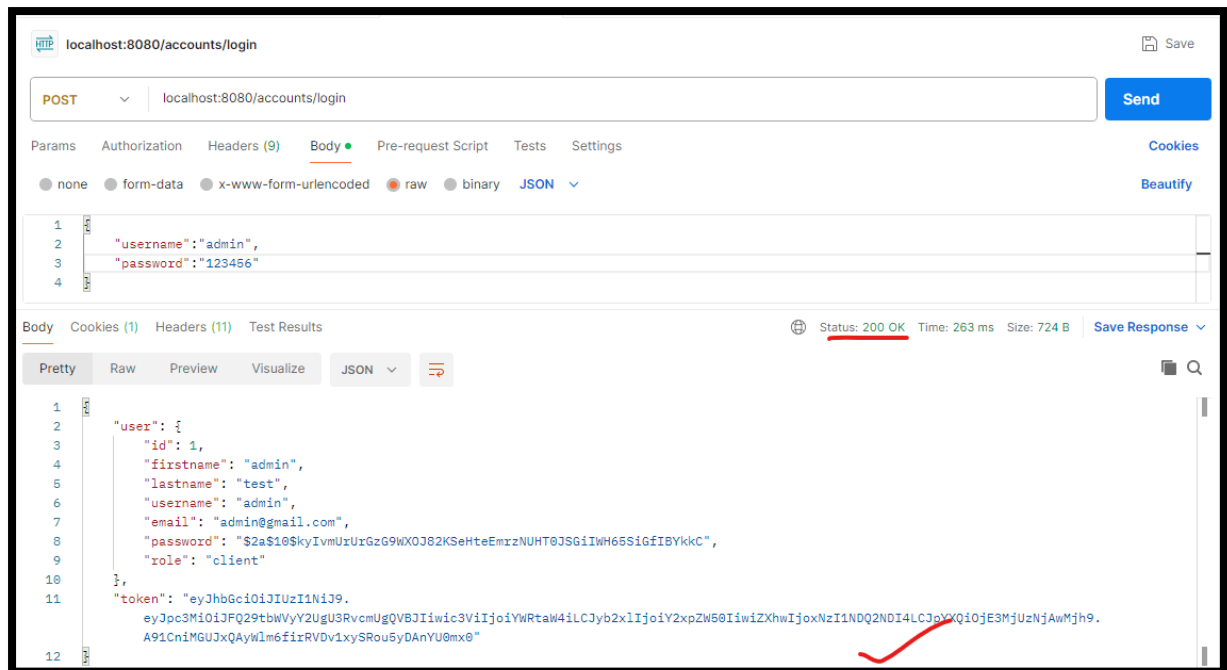 HTTP localhost:8080/accounts/login Save
POST localhost:8080/accounts/login Send
Params Authorization Headers (9) Body Pre-request Script Tests Settings Cookies
none form-data x-www-form-urlencoded raw binary JSON Beautify
1 {
2 "username":"admin",
3 "password":"123456"
4 }
Body Cookies (1) Headers (11) Test Results Status: 200 OK Time: 263 ms Size: 724 B Save Response
Pretty Raw Preview Visualize JSON
1 {
2 "user": {
3 "id": 1,
4 "firstname": "admin",
5 "lastname": "test",
6 "username": "admin",
7 "email": "admin@gmail.com",
8 "password": "$2a$10$kyIvmUrUrGzG9WXOJ82KSeHteEmrzNUHT0JSGiIWH65SiGfIBYkkC",
9 "role": "client"
10 },
11 "token": "eyJhbGciOiJIUzI1NiJ9.
eyJpc3MiOiJFQ29tbWVyY2UgU3RvcmUgQVBJIiwic3ViIjoiYWRtaW4iLCJyb2xlIjoiY2xpZW50IiwiZXhwIjoxNzI1NDQ2NDI4LCJpYXQiOjE3MjUzNjAwMjh9.
A91CniMGUJxQAyWlm6firRVDv1xySRou5yDAnYU0mx0"
12 }